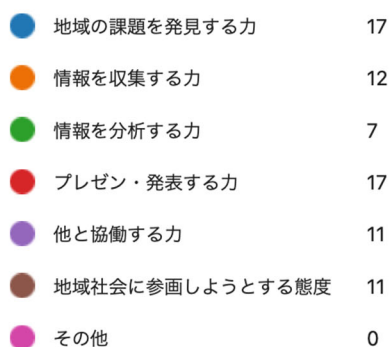 地域の課題を発見する力 17
情報を収集する力 12
情報を分析する力 7
プレゼン・発表する力 17
他と協働する力 11
地域社会に参画しようとする態度 11
その他 0